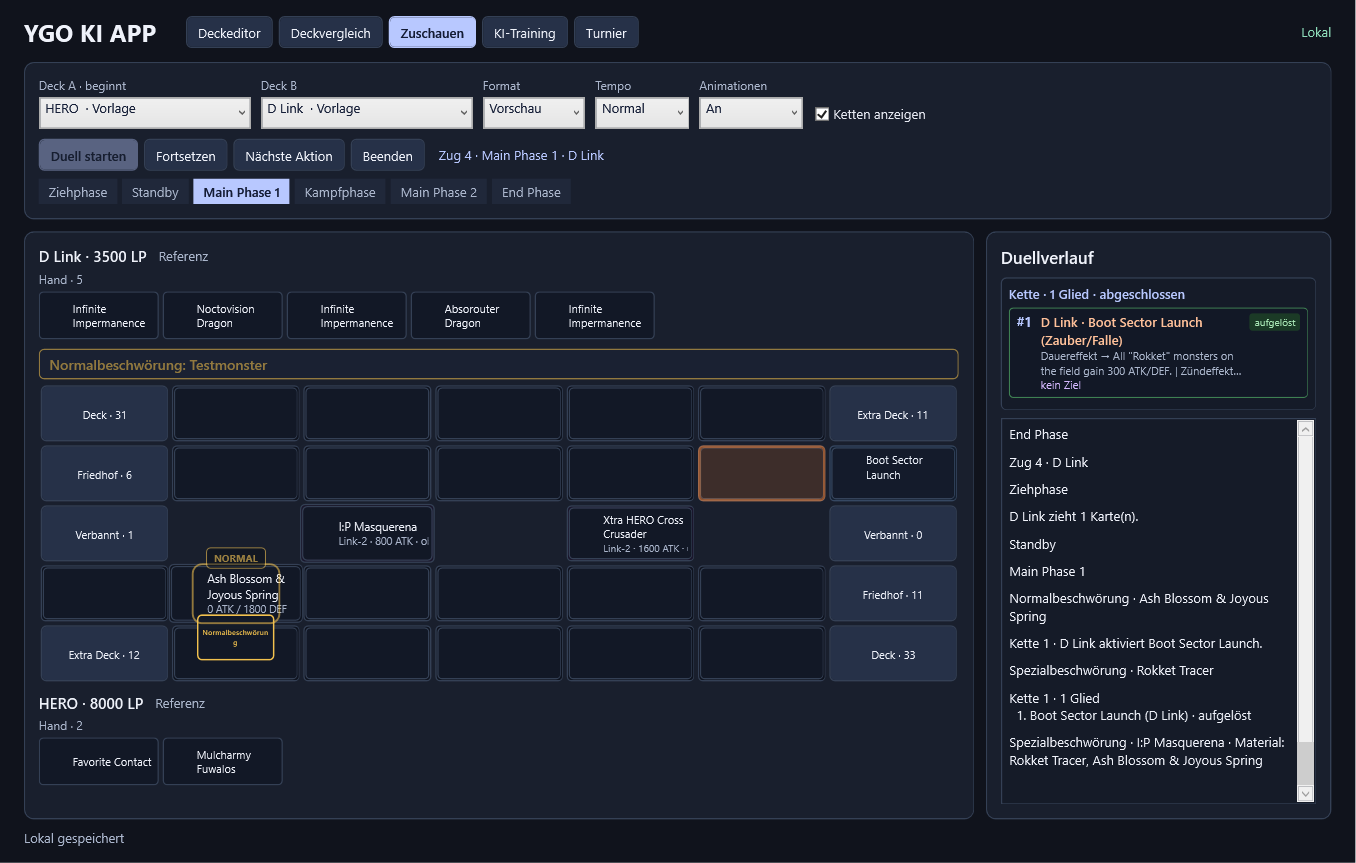 YGO KI APP
Deckeditor
Deckvergleich
Zuschauen
KI-Training
Turnier
Lokal
Deck A · beginnt
Deck B
Format
Tempo
Animationen
HERO · Vorlage
D Link · Vorlage
Vorschau
Normal
An
Ketten anzeigen
Duell starten
Fortsetzen
Nächste Aktion
Beenden
Zug 4 · Main Phase 1 · D Link
Ziehphase
Standby
Main Phase 1
Kampfphase
Main Phase 2
End Phase
D Link · 3500 LP
Referenz
Hand · 5
Infinite
Impermanence
Noctovision
Dragon
Infinite
Impermanence
Absorouter
Dragon
Infinite
Impermanence
Normalbeschwörung: Testmonster
Deck · 31
Extra Deck · 11
Friedhof · 6
Boot Sector
Launch
Verbannt · 1
I:P Masquerena
Link-2 · 800 ATK · ol
Xtra HERO Cross
Crusader
Link-2 · 1600 ATK ·
Verbannt · 0
NORMAL
Ash Blossom &
Joyous Spring
0 ATK / 1800 DEF
Friedhof · 11
Normalbeschwörun
g
Extra Deck · 12
Deck · 33
HERO · 8000 LP
Referenz
Hand · 2
Favorite Contact
Mulcharmy
Fuwalos
Duellverlauf
Kette · 1 Glied · abgeschlossen
#1
D Link · Boot Sector Launch
(Zauber/Falle)
aufgelöst
Dauereffekt → All "Rokket" monsters on
the field gain 300 ATK/DEF. | Zündeffekt...
kein Ziel
End Phase
Zug 4 · D Link
Ziehphase
D Link zieht 1 Karte(n).
Standby
Main Phase 1
Normalbeschwörung · Ash Blossom & Joyous
Spring
Kette 1 · D Link aktiviert Boot Sector Launch.
Spezialbeschwörung · Rokket Tracer
Kette 1 · 1 Glied
1. Boot Sector Launch (D Link) · aufgelöst
Spezialbeschwörung · I:P Masquerena · Material:
Rokket Tracer, Ash Blossom & Joyous Spring
Lokal gespeichert